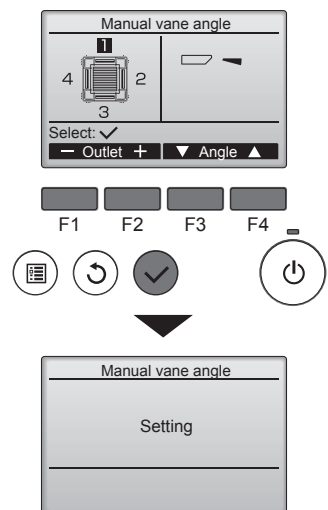 Manual vane angle
1
4 2
3
Select:
— Outlet + ▼ Angle ▲
F1 F2 F3 F4
Manual vane angle
Setting